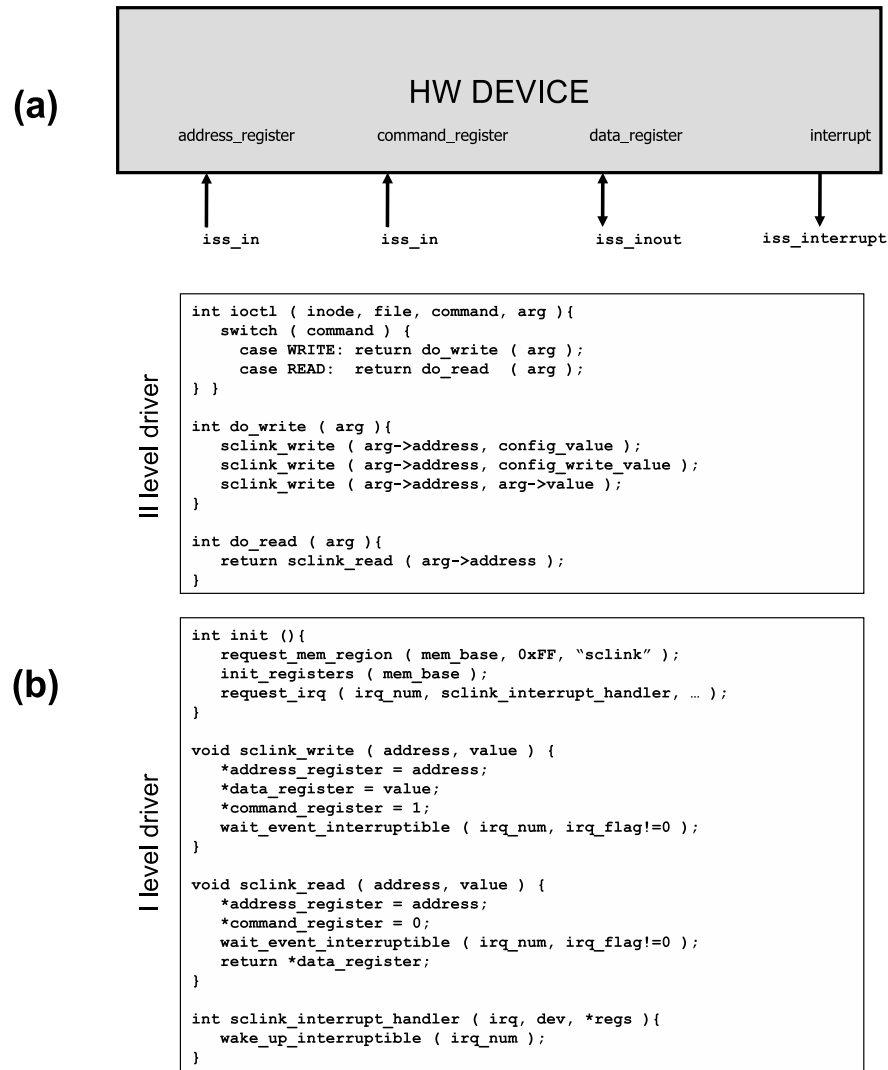 (a)
HW DEVICE
address_register command_register data_register interrupt
iss_in iss_in iss_inout iss_interrupt
II level driver
int ioctl ( inode, file, command, arg ){
switch ( command ) {
case WRITE: return do_write ( arg );
case READ: return do_read ( arg );
} }
int do_write ( arg ){
sclink_write ( arg->address, config_value );
sclink_write ( arg->address, config_write_value );
sclink_write ( arg->address, arg->value );
}
int do_read ( arg ){
return sclink_read ( arg->address );
}
(b)
I level driver
int init (){
request_mem_region ( mem_base, 0xFF, “sclink” );
init_registers ( mem_base );
request_irq ( irq_num, sclink_interrupt_handler, … );
}
void sclink_write ( address, value ) {
*address_register = address;
*data_register = value;
*command_register = 1;
wait_event_interruptible ( irq_num, irq_flag!=0 );
}
void sclink_read ( address, value ) {
*address_register = address;
*command_register = 0;
wait_event_interruptible ( irq_num, irq_flag!=0 );
return *data_register;
}
int sclink_interrupt_handler ( irq, dev, *regs ){
wake_up_interruptible ( irq_num );
}